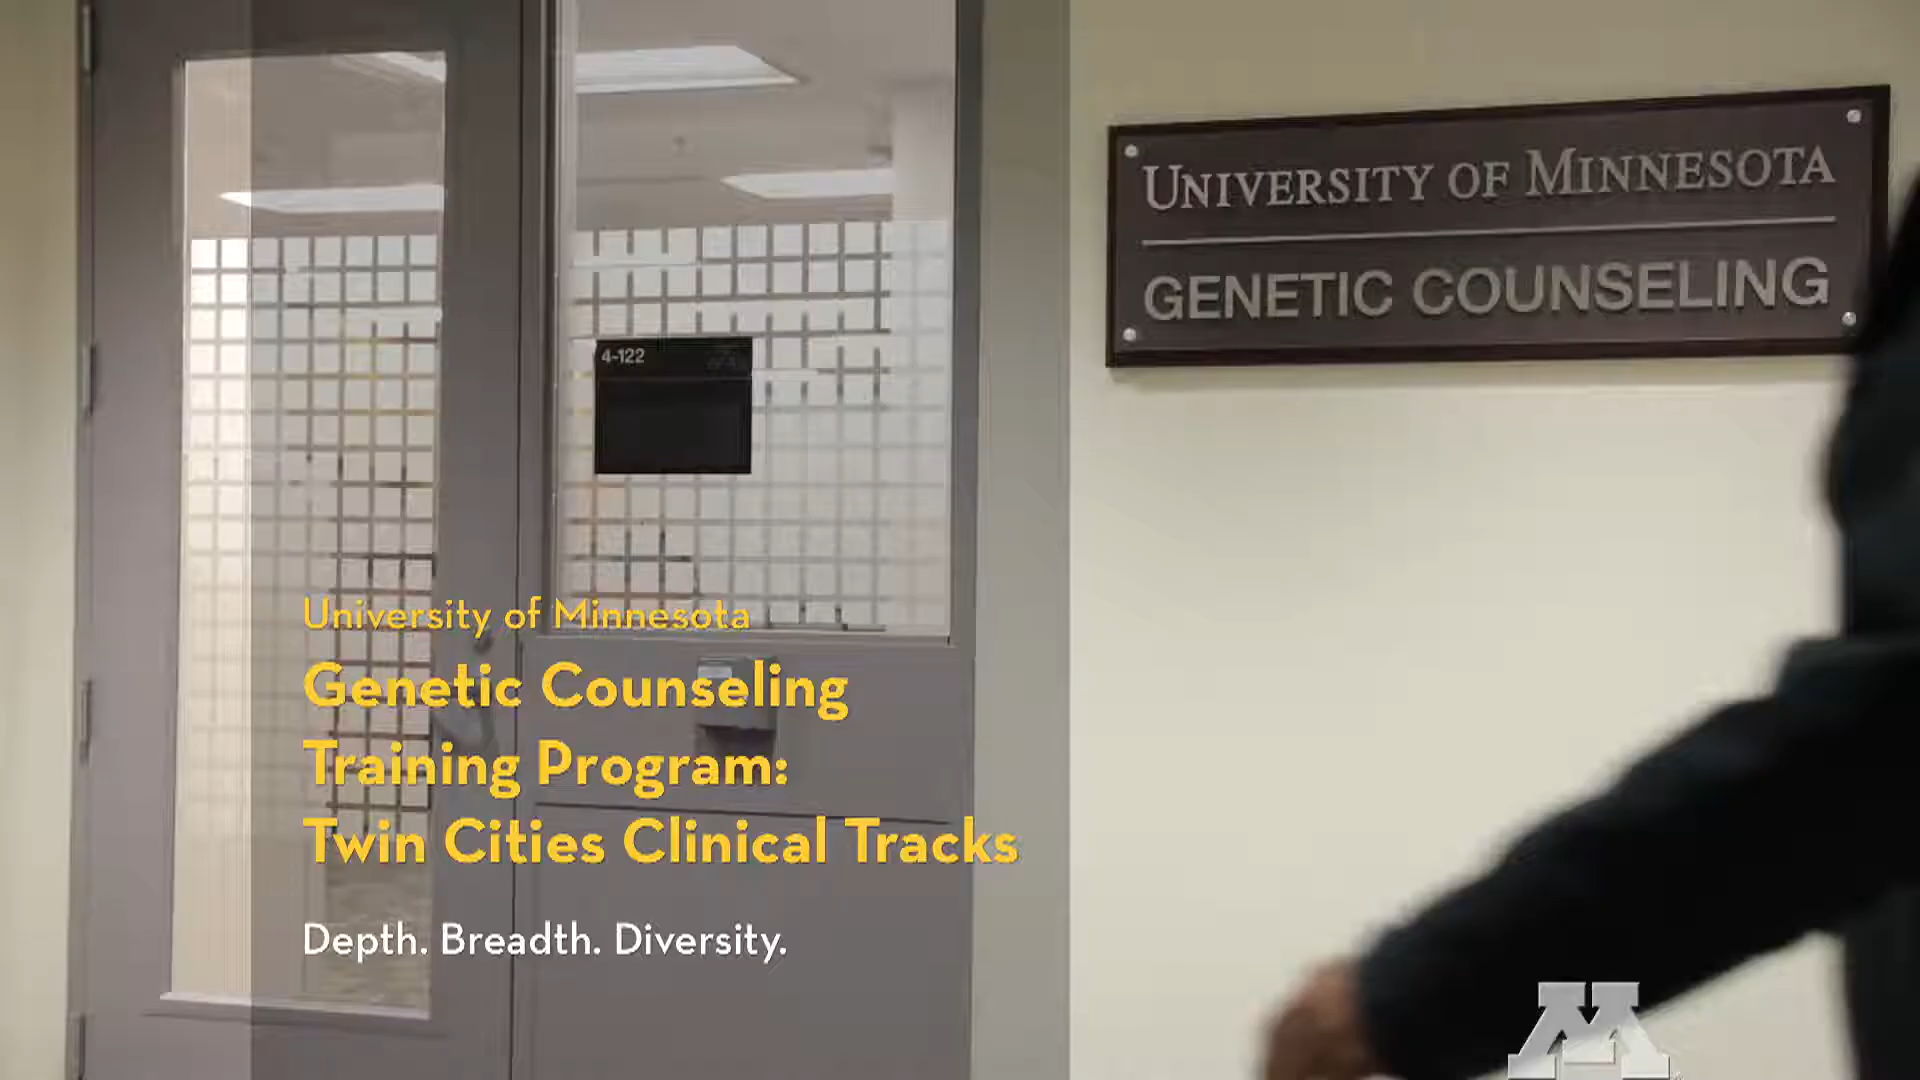 UNIVERSITY OF MINNESOTA
GENETIC COUNSELING
4-122
University of Minnesota
Genetic Counseling
Training Program:
Twin Cities Clinical Tracks
Depth. Breadth. Diversity.
M